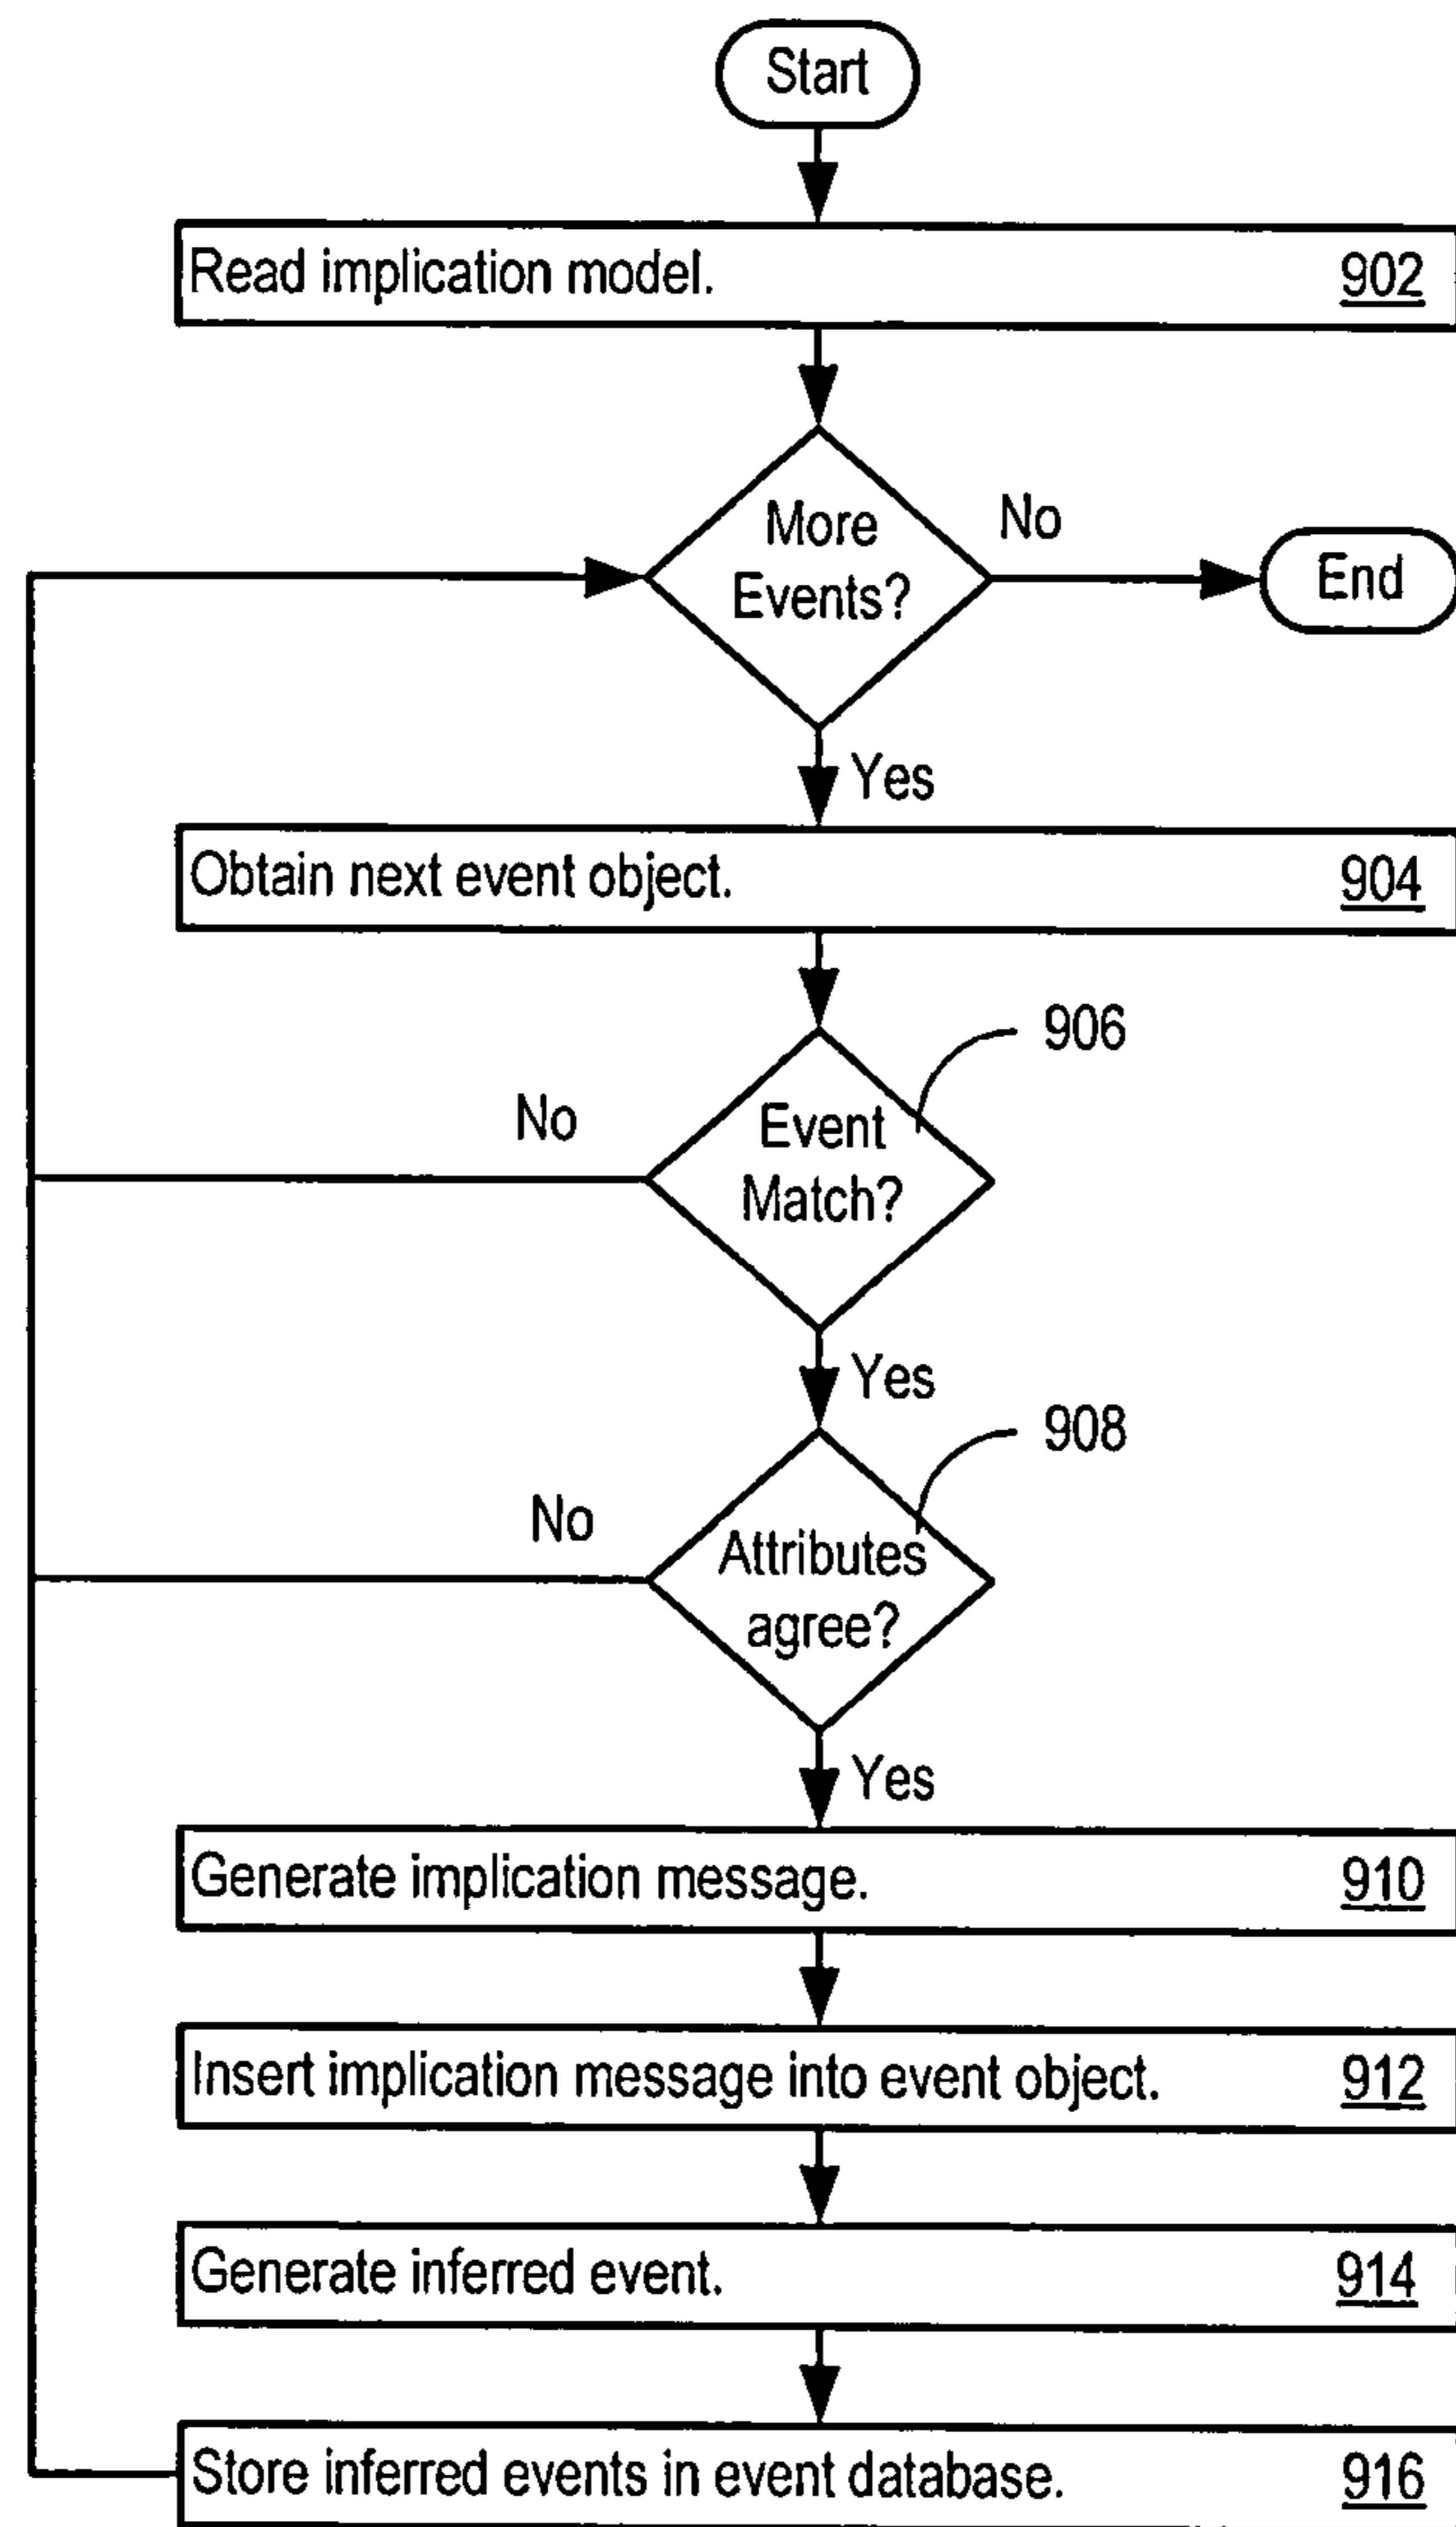 Start
Read implication model. 902
More
Events?
No
End
Yes
Obtain next event object. 904
906
No
Event
Match?
Yes
908
No
Attributes
agree?
Yes
Generate implication message. 910
Insert implication message into event object. 912
Generate inferred event. 914
Store inferred events in event database. 916